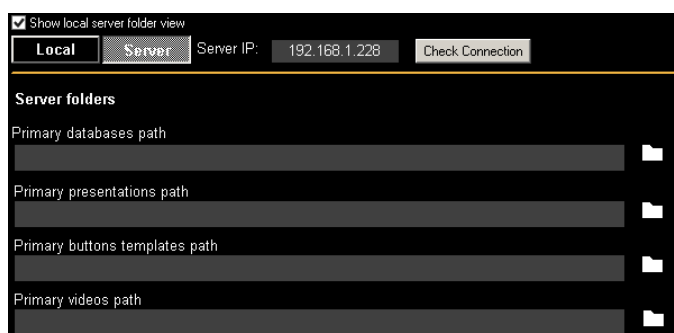 Show local server folder view
Local Server Server IP: 192.168.1.228 Check Connection
Server folders
Primary databases path
Primary presentations path
Primary buttons templates path
Primary videos path